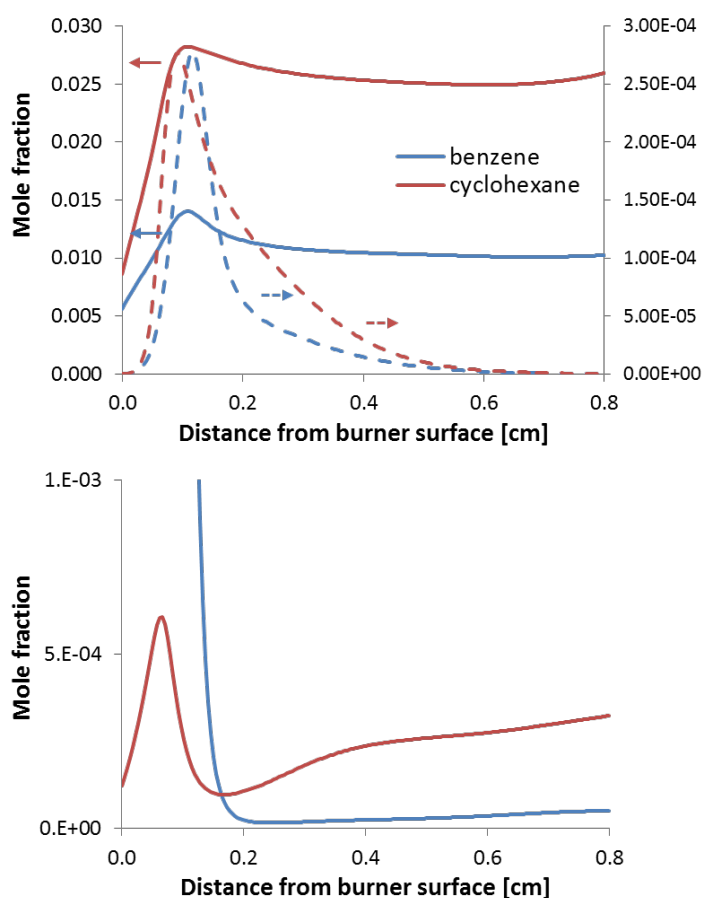 0.030
0.025
0.020
0.015
0.010
0.005
0.000
Mole fraction
3.00E-04
2.50E-04
2.00E-04
1.50E-04
1.00E-04
5.00E-05
0.00E+00
benzene
cyclohexane
0.0 0.2 0.4 0.6 0.8
Distance from burner surface [cm]
1.E-03
5.E-04
0.E+00
Mole fraction
0.0 0.2 0.4 0.6 0.8
Distance from burner surface [cm]